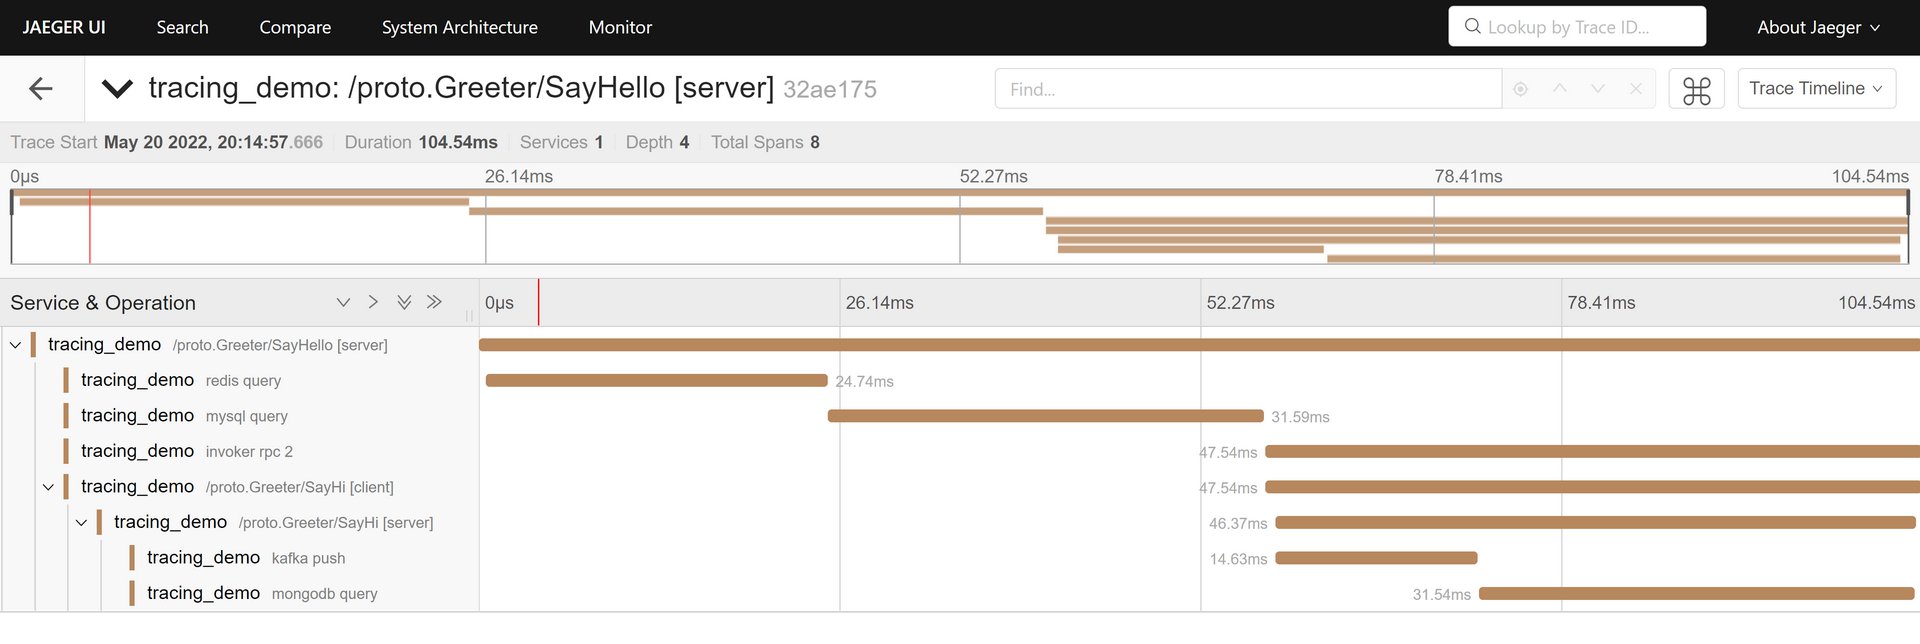 JAEGER UI Search Compare System Architecture Monitor Lookup by Trace ID... About Jaeger
tracing_demo: /proto.Greeter/SayHello [server] 32ae175 Find... Trace Timeline
Trace Start May 20 2022, 20:14:57.666 Duration 104.54ms Services 1 Depth 4 Total Spans 8
0μs 26.14ms 52.27ms 78.41ms 104.54ms
Service & Operation 0μs 26.14ms 52.27ms 78.41ms 104.54ms
tracing_demo /proto.Greeter/SayHello [server]
tracing_demo redis query 24.74ms
tracing_demo mysql query 31.59ms
tracing_demo invoker rpc 2 47.54ms
tracing_demo /proto.Greeter/SayHi [client] 47.54ms
tracing_demo /proto.Greeter/SayHi [server] 46.37ms
tracing_demo kafka push 14.63ms
tracing_demo mongodb query 31.54ms